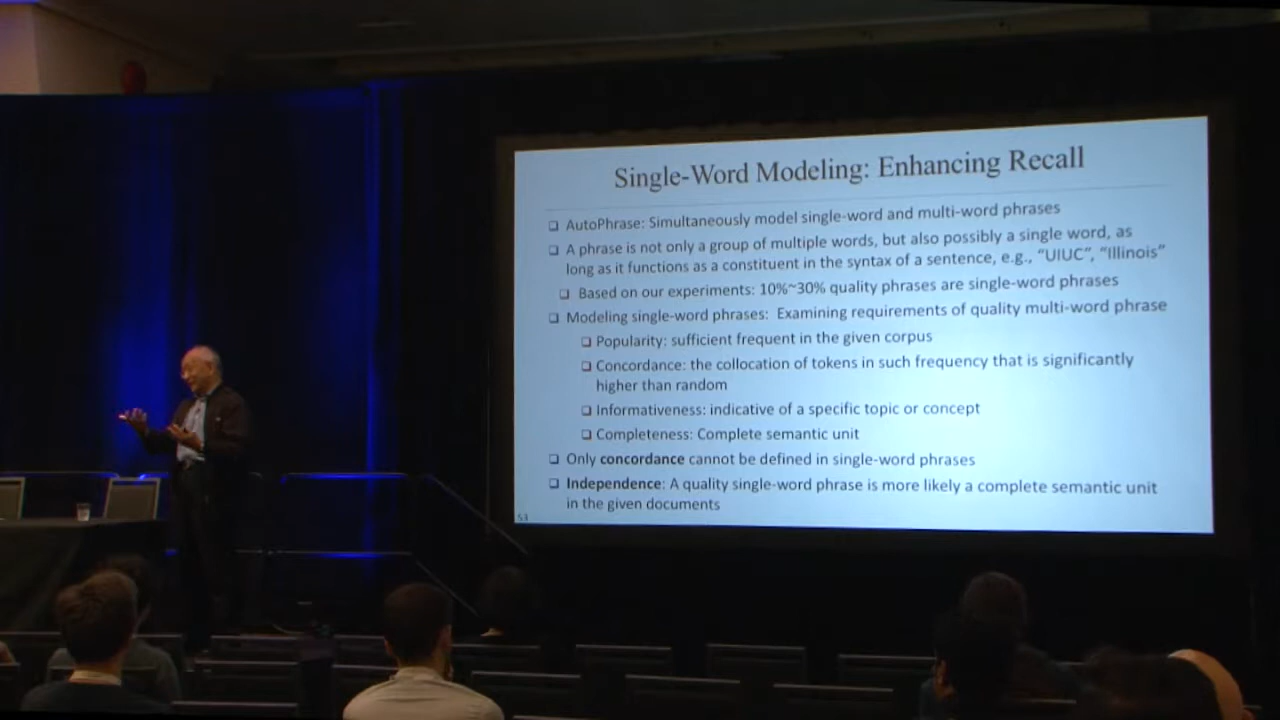 Single-Word Modeling: Enhancing Recall
❑ AutoPhrase: Simultaneously model single-word and multi-word phrases
❑ A phrase is not only a group of multiple words, but also possibly a single word, as
long as it functions as a constituent in the syntax of a sentence, e.g., “UIUC”, “Illinois”
❑ Based on our experiments: 10%~30% quality phrases are single-word phrases
❑ Modeling single-word phrases: Examining requirements of quality multi-word phrase
❑ Popularity: sufficient frequent in the given corpus
❑ Concordance: the collocation of tokens in such frequency that is significantly
higher than random
❑ Informativeness: indicative of a specific topic or concept
❑ Completeness: Complete semantic unit
❑ Only concordance cannot be defined in single-word phrases
❑ Independence: A quality single-word phrase is more likely a complete semantic unit
in the given documents
53